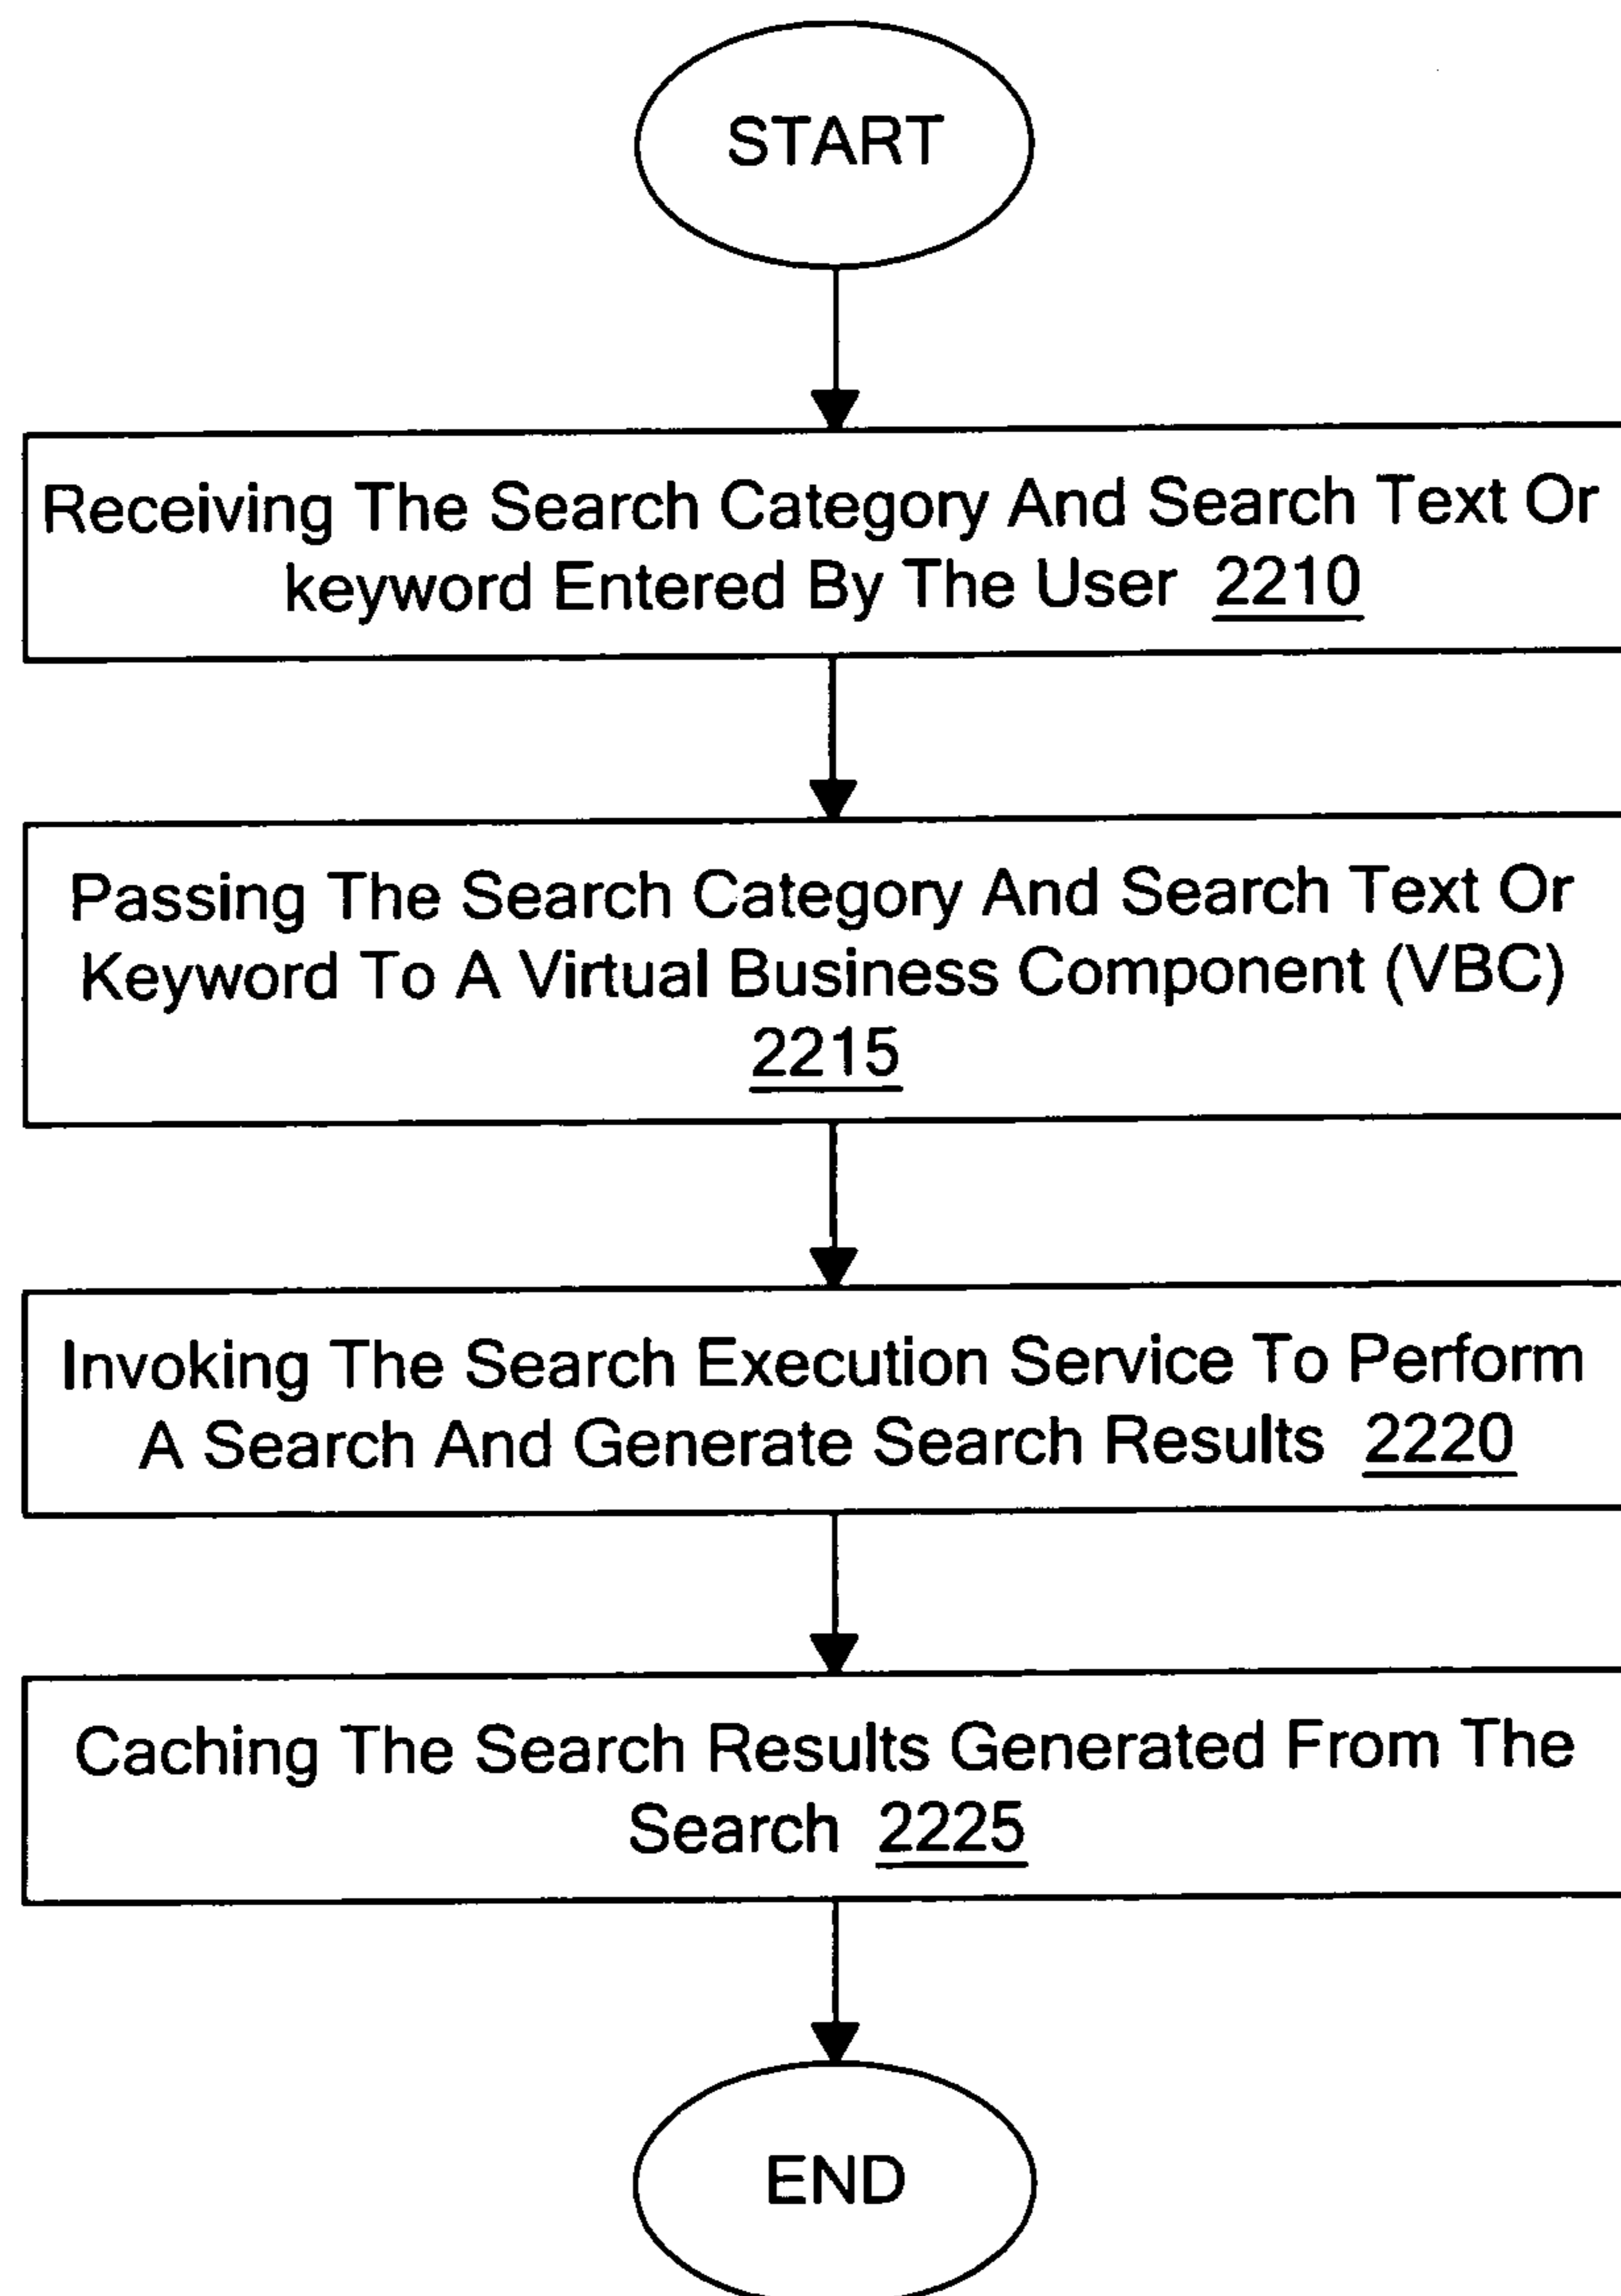 START
Receiving The Search Category And Search Text Or
keyword Entered By The User 2210
Passing The Search Category And Search Text Or
Keyword To A Virtual Business Component (VBC)
2215
Invoking The Search Execution Service To Perform
A Search And Generate Search Results 2220
Caching The Search Results Generated From The
Search 2225
END